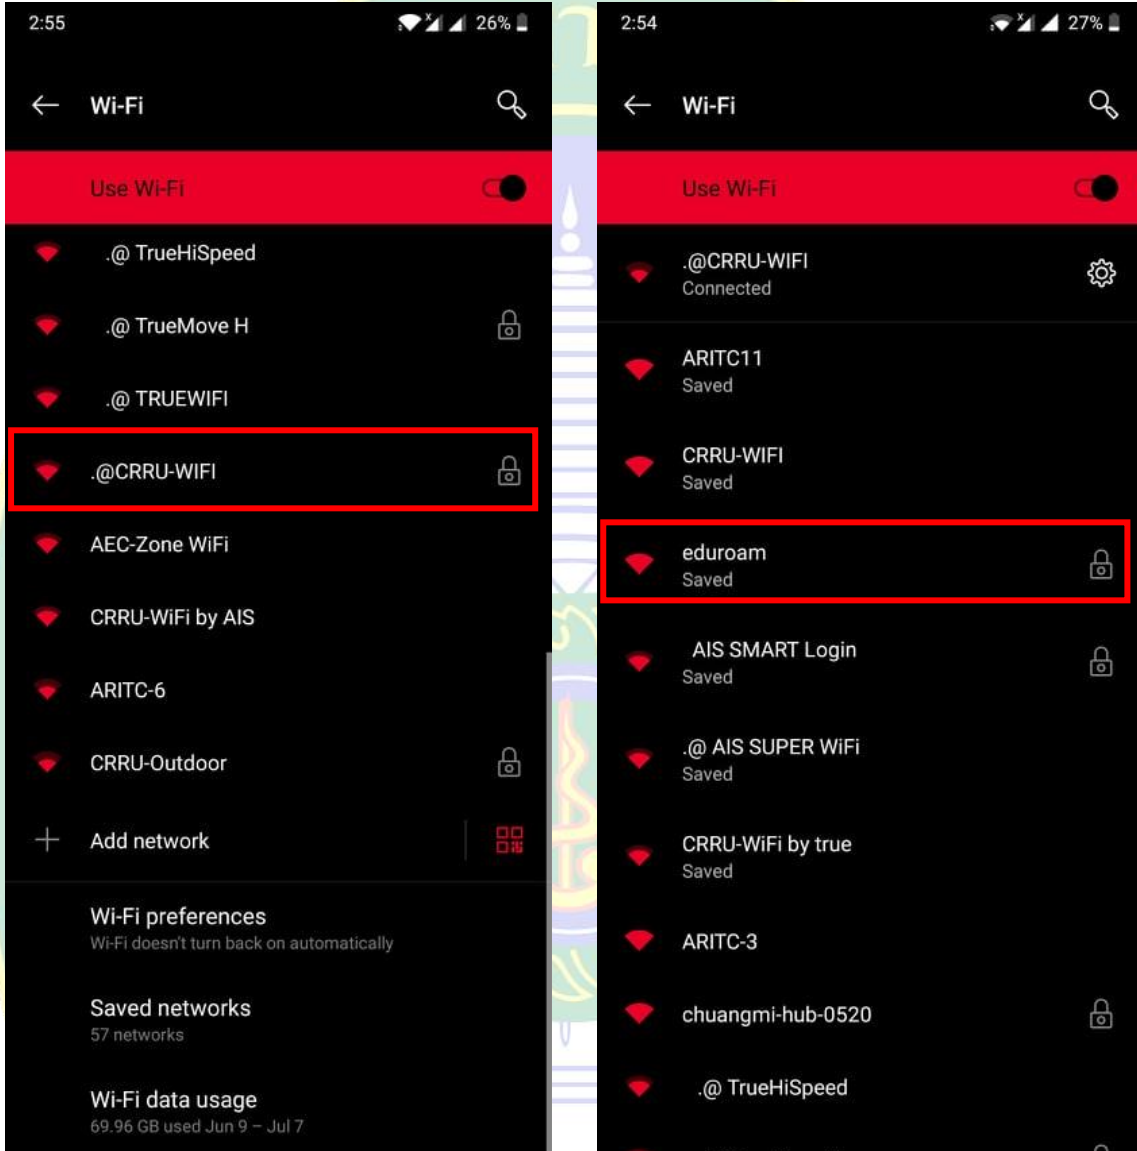 2:55
26%
Wi-Fi
Use Wi-Fi
.@ TrueHiSpeed
.@ TrueMove H
.@ TRUEWIFI
.@CRRU-WIFI
AEC-Zone WiFi
CRRU-WiFi by AIS
ARITC-6
CRRU-Outdoor
Add network
Wi-Fi preferences
Wi-Fi doesn't turn back on automatically
Saved networks
57 networks
Wi-Fi data usage
69.96 GB used Jun 9 – Jul 7
2:54
27%
Wi-Fi
Use Wi-Fi
.@CRRU-WIFI
Connected
ARITC11
Saved
CRRU-WIFI
Saved
eduroam
Saved
AIS SMART Login
Saved
.@ AIS SUPER WiFi
Saved
CRRU-WiFi by true
Saved
ARITC-3
chuangmi-hub-0520
.@ TrueHiSpeed